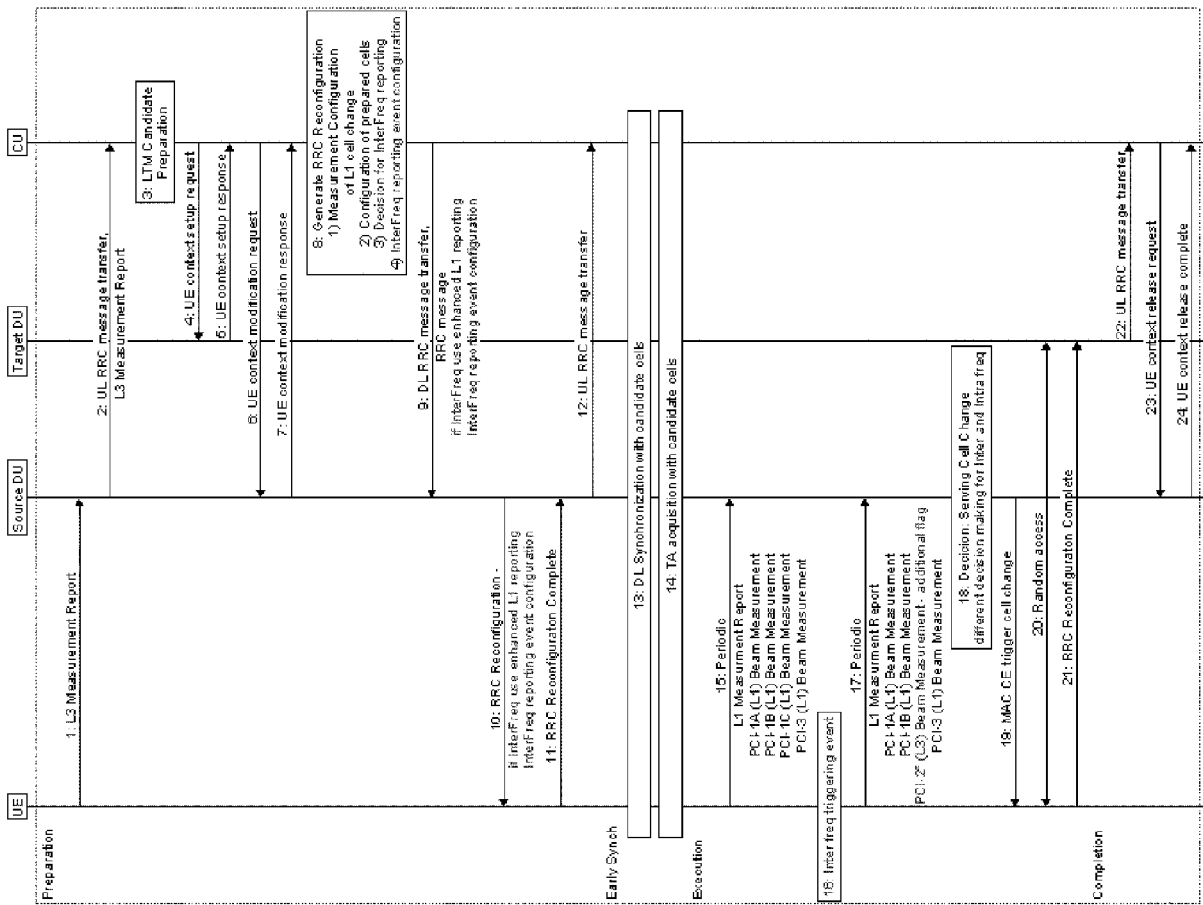 UE
Source DU
Target DU
CU
Preparation
1: L3 Measurement Report
2: UL RRC message transfer,
L3 Measurement Report
3: LTM Candidate
Preparation
4: UE context setup request
5: UE context setup response
6: UE context modification request
7: UE context modification response
8: Generate RRC Reconfiguration
1) Measurement Configuration
of L1 cell change
2) Configuration of prepared cells
3) Decision for InterFreq reporting
4) InterFreq reporting event configuration
9: DL RRC message transfer,
RRC message
if InterFreq use enhanced L1 reporting
InterFreq reporting event configuration
10: RRC Reconfiguration -
if InterFreq use enhanced L1 reporting
InterFreq reporting event configuration
11: RRC Reconfiguraton Complete
12: UL RRC message transfer
Early Synch
13: DL Synchronization with candidate cells
14: TA acquisition with candidate cells
Execution
15: Periodic
L1 Measurment Report
PCI-1A (L1) Beam Measurement
PCI-1B (L1) Beam Measurement
PCI-1C (L1) Beam Measurement
PCI-3 (L1) Beam Measurement
16: Inter freq triggering event
17: Periodic
L1 Measurment Report
PCI-1A (L1) Beam Measurement
PCI-1B (L1) Beam Measurement
PCI-2* (L3) Beam Measurement - additional flag
PCI-3 (L1) Beam Measurement
18: Decicion: Serving Cell Change
different decision making for Inter and Intra freq
19: MAC CE trigger cell change
20: Random access
21: RRC Reconfiguraton Complete
Completion
22: UL RRC message transfer
23: UE context release request
24: UE context release complete